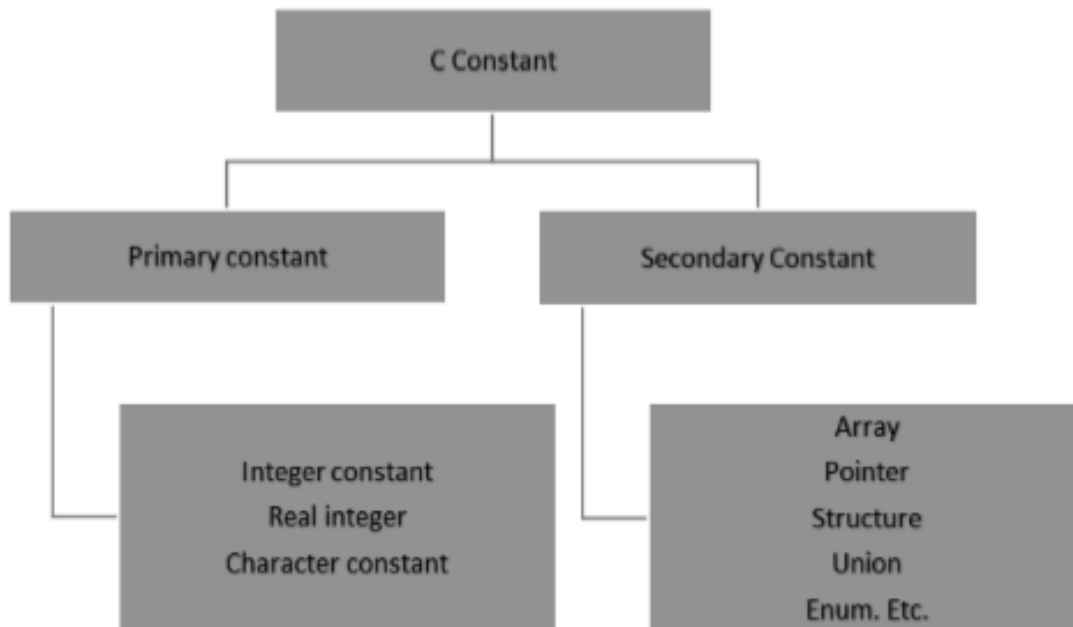 C Constant
Primary constant
Secondary Constant
Integer constant
Real integer
Character constant
Array
Pointer
Structure
Union
Enum. Etc.